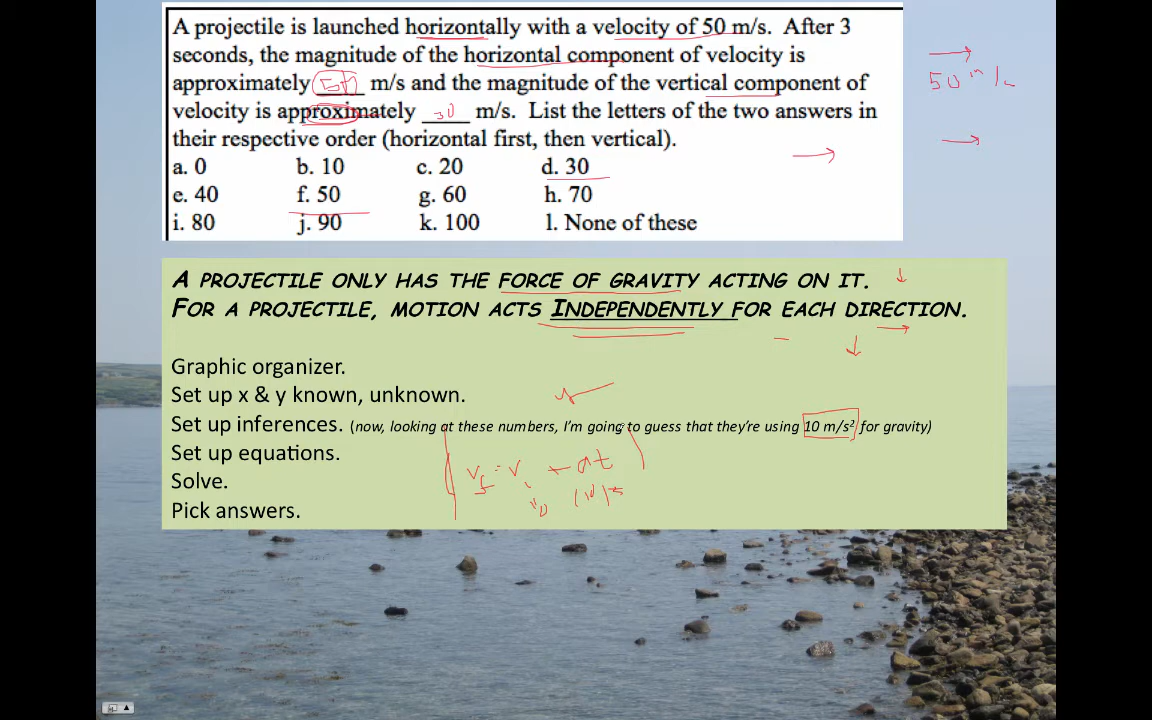 A projectile is launched horizontally with a velocity of 50 m/s. After 3
seconds, the magnitude of the horizontal component of velocity is
approximately 50 m/s and the magnitude of the vertical component of
velocity is approximately 30 m/s. List the letters of the two answers in
their respective order (horizontal first, then vertical).
a. 0 b. 10 c. 20 d. 30
e. 40 f. 50 g. 60 h. 70
i. 80 j. 90 k. 100 l. None of these
50 m/s
A PROJECTILE ONLY HAS THE FORCE OF GRAVITY ACTING ON IT.
FOR A PROJECTILE, MOTION ACTS INDEPENDENTLY FOR EACH DIRECTION.
Graphic organizer.
Set up x & y known, unknown.
Set up inferences. (now, looking at these numbers, I'm going to guess that they're using 10 m/s² for gravity)
Set up equations.
Solve.
Pick answers.